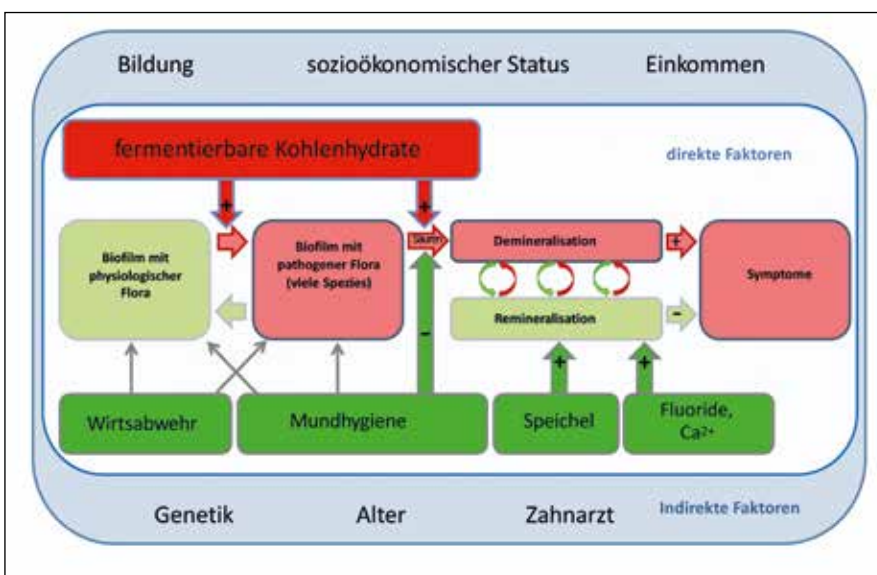 Bildung sozioökonomischer Status Einkommen
fermentierbare Kohlenhydrate
direkte Faktoren
+ +
Biofilm mit
physiologischer
Flora
Biofilm mit
pathogener Flora
(viele Spezies)
Säuren
Demineralisation
+
Symptome
Remineralisation
-
-
+ +
Wirtsabwehr
Mundhygiene
Speichel
Fluoride,
Ca2+
Genetik Alter Zahnarzt Indirekte Faktoren